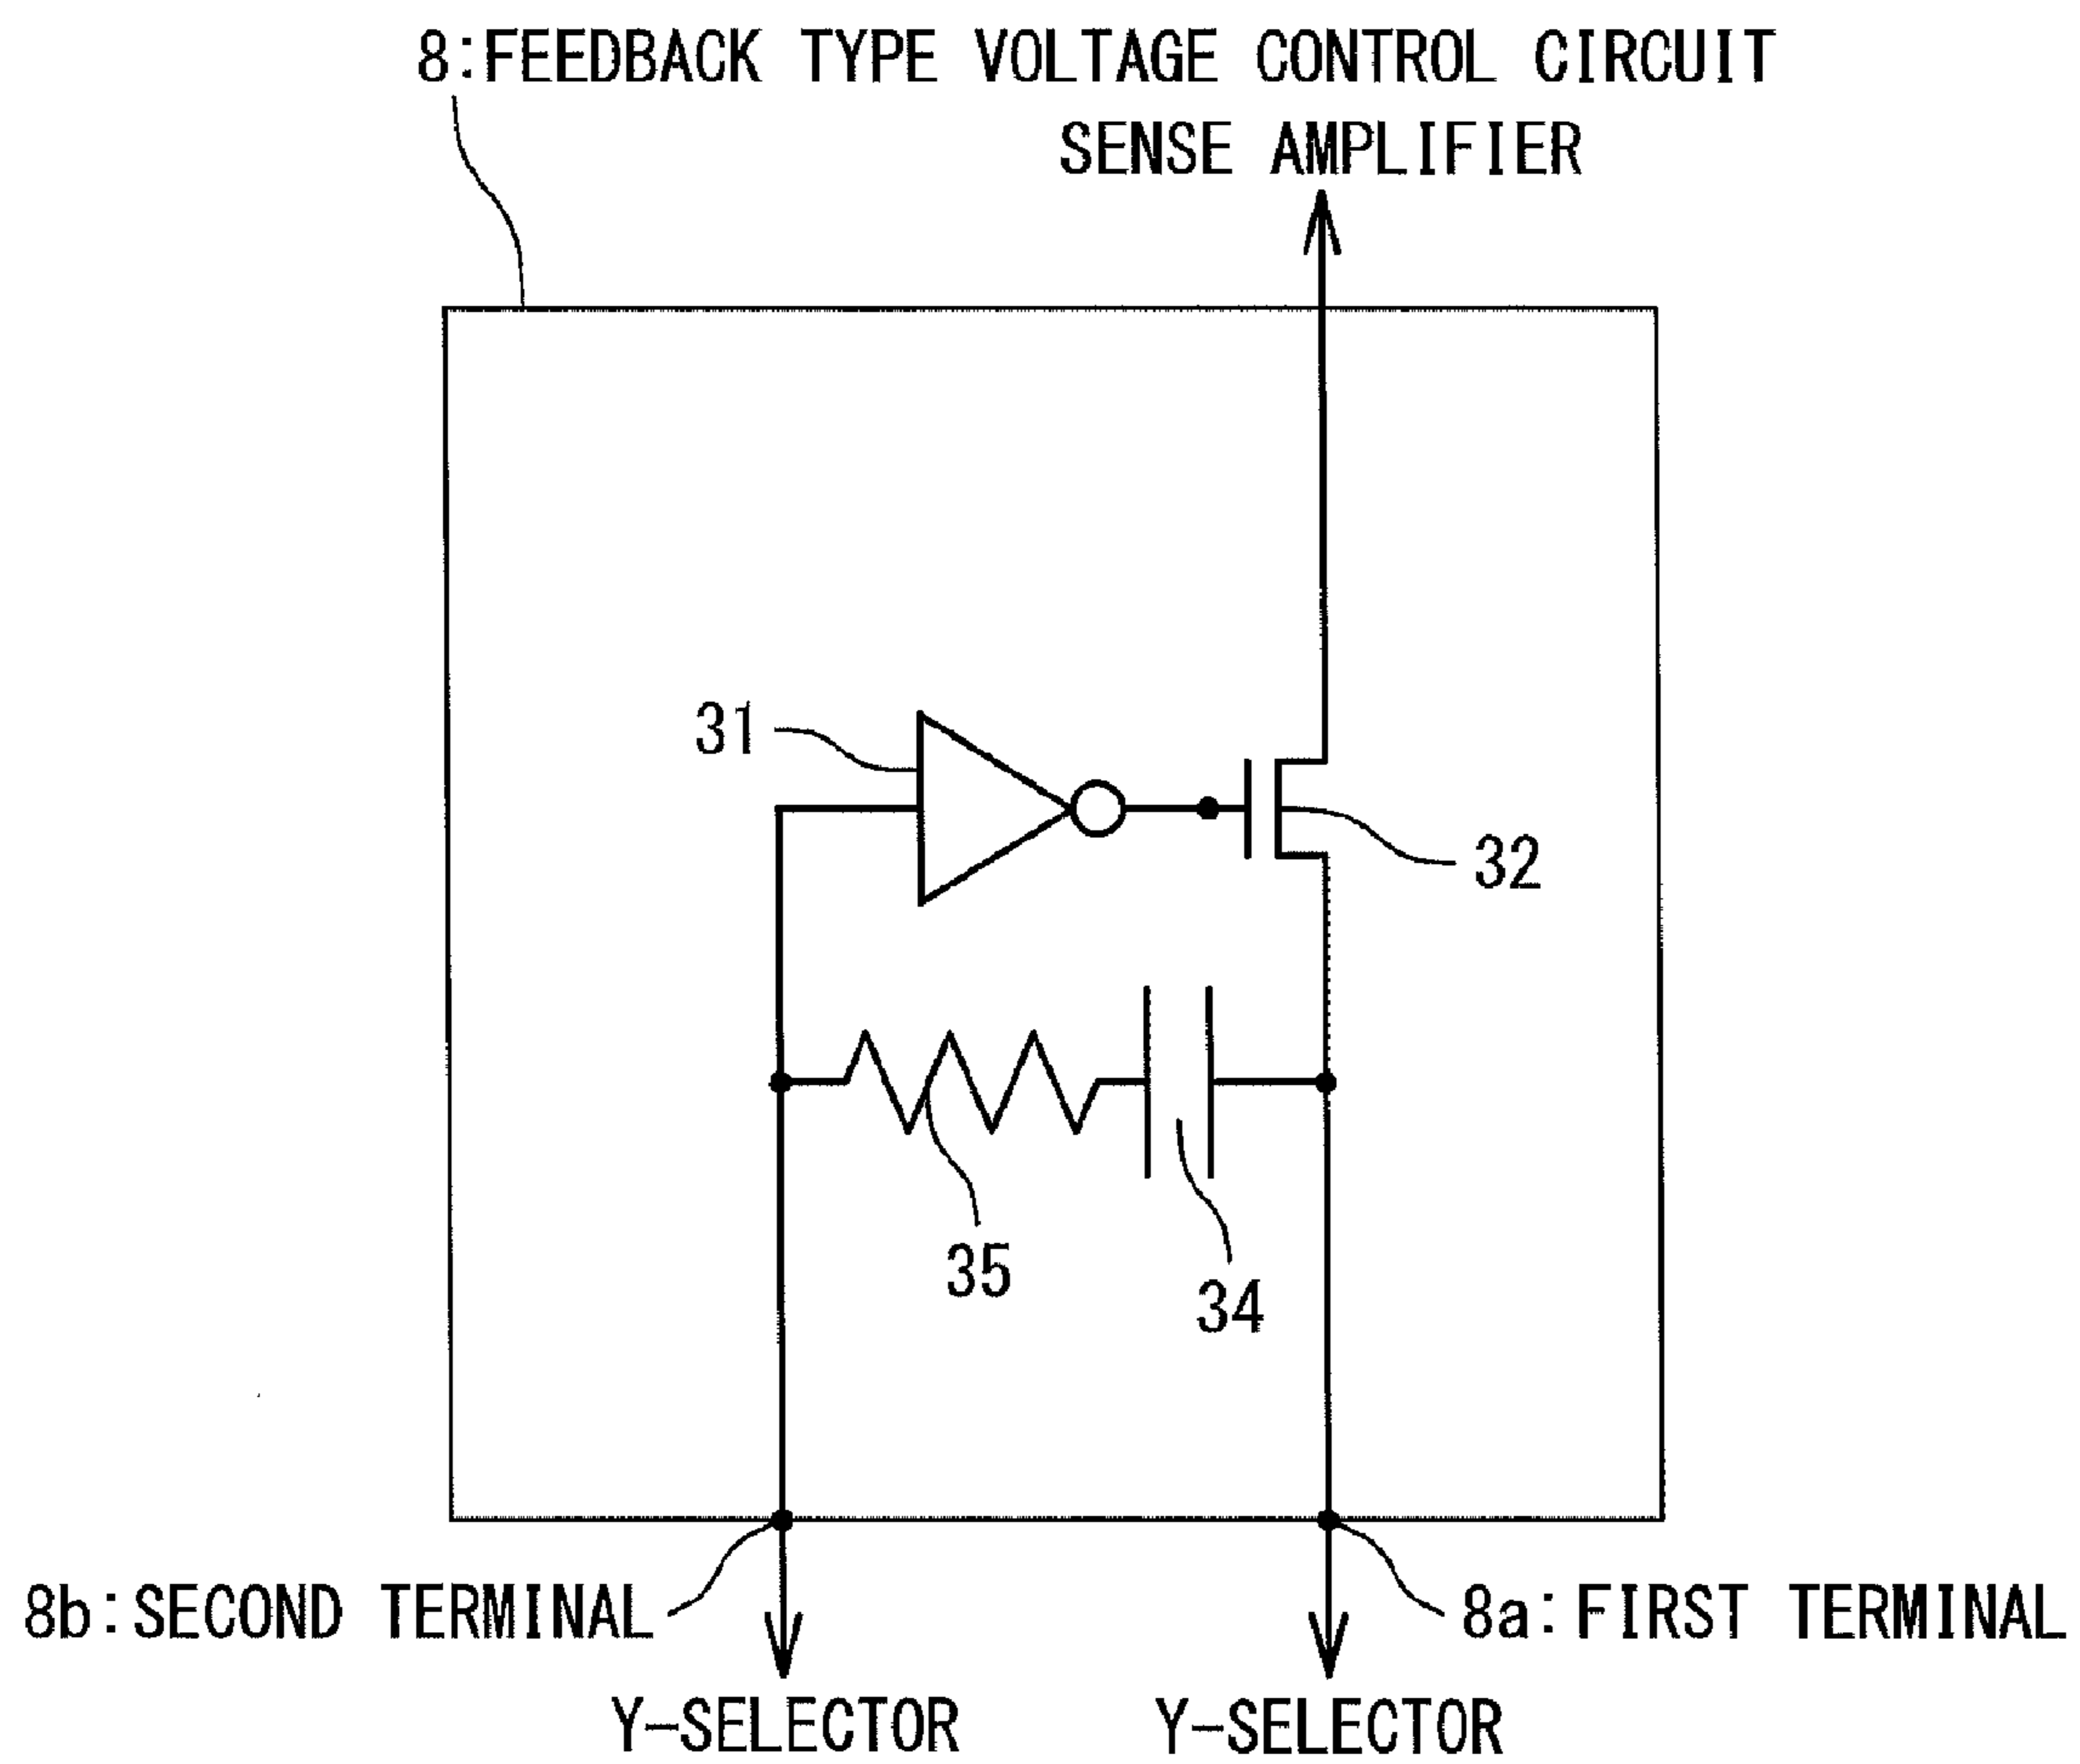 8:FEEDBACK TYPE VOLTAGE CONTROL CIRCUIT
SENSE AMPLIFIER
31
32
35
34
8b:SECOND TERMINAL
8a:FIRST TERMINAL
Y-SELECTOR
Y-SELECTOR